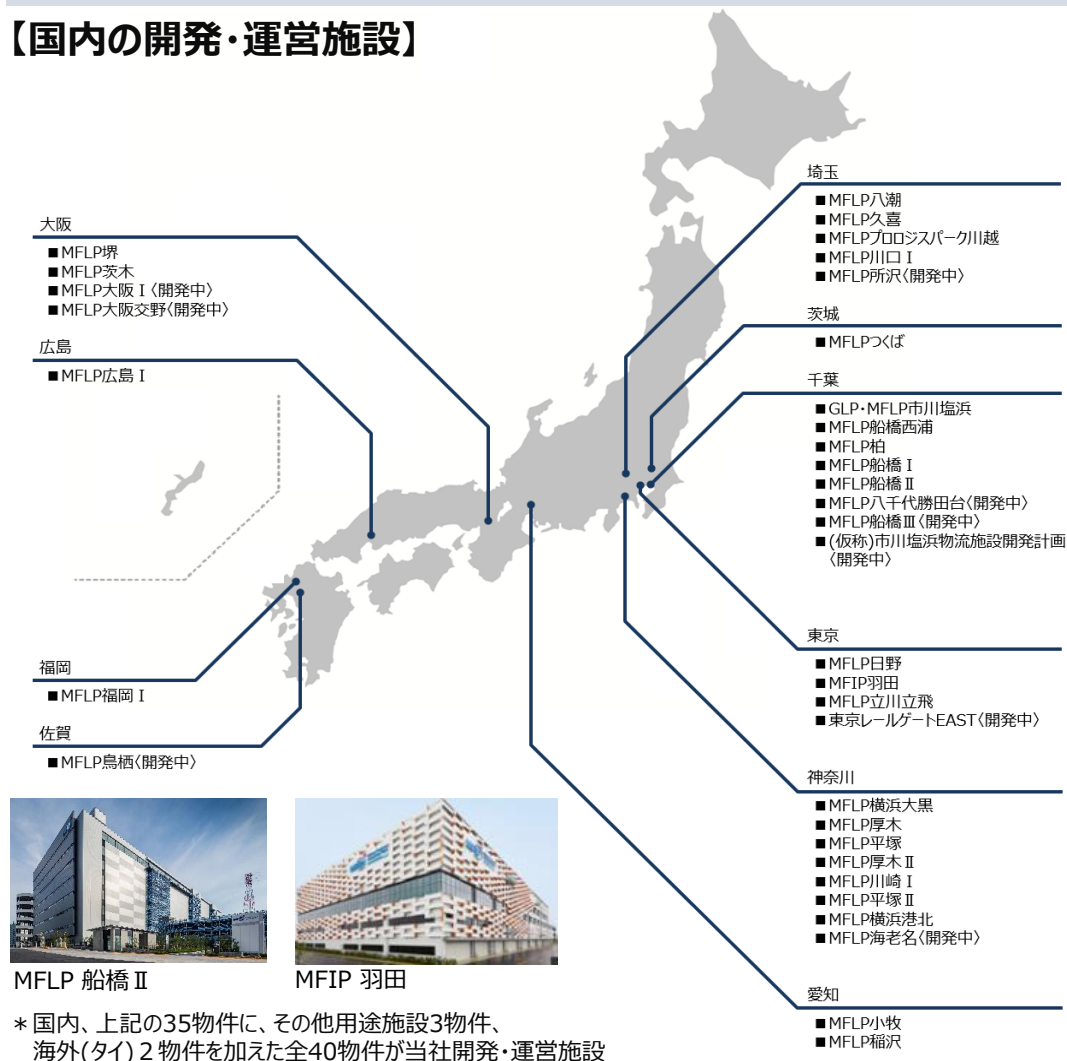 【国内の開発・運営施設】
大阪
■MFLP堺
■MFLP茨木
■MFLP大阪Ⅰ〈開発中〉
■MFLP大阪交野〈開発中〉
広島
■MFLP広島Ⅰ
福岡
■MFLP福岡Ⅰ
佐賀
■MFLP鳥栖〈開発中〉
埼玉
■MFLP八潮
■MFLP久喜
■MFLPプロロジスパーク川越
■MFLP川口Ⅰ
■MFLP所沢〈開発中〉
茨城
■MFLPつくば
千葉
■GLP・MFLP市川塩浜
■MFLP船橋西浦
■MFLP柏
■MFLP船橋Ⅰ
■MFLP船橋Ⅱ
■MFLP八千代勝田台〈開発中〉
■MFLP船橋Ⅲ〈開発中〉
■(仮称)市川塩浜物流施設開発計画
〈開発中〉
東京
■MFLP日野
■MFIP羽田
■MFLP立川立飛
■東京レールゲートEAST〈開発中〉
神奈川
■MFLP横浜大黒
■MFLP厚木
■MFLP平塚
■MFLP厚木Ⅱ
■MFLP川崎Ⅰ
■MFLP平塚Ⅱ
■MFLP横浜港北
■MFLP海老名〈開発中〉
愛知
■MFLP小牧
■MFLP稲沢
MFLP 船橋Ⅱ
MFIP 羽田
＊国内、上記の35物件に、その他用途施設3物件、
海外(タイ)２物件を加えた全40物件が当社開発・運営施設